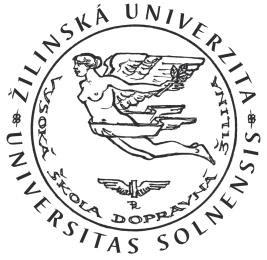 ŽILINSKÁ UNIVERZITA
UNIVERSITAS SOLNENSIS
VYSOKÁ ŠKOLA DOPRAVNÁ ŽILINA